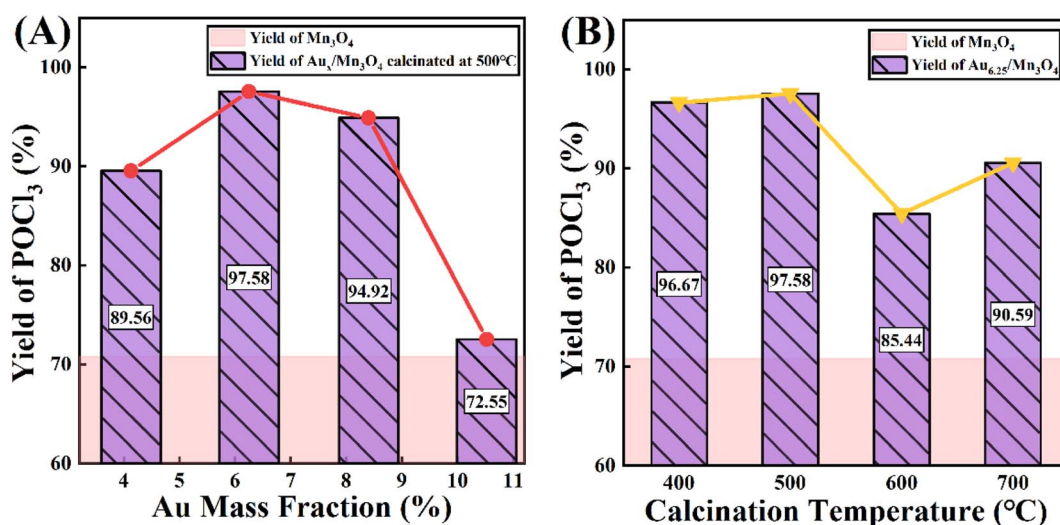 (A)
Yield of Mn₃O₄
Yield of Auₓ/Mn₃O₄ calcinated at 500°C
Yield of POCl₃ (%)
100
90
80
70
60
89.56
97.58
94.92
72.55
4 5 6 7 8 9 10 11
Au Mass Fraction (%)
(B)
Yield of Mn₃O₄
Yield of Au₆.₂₅/Mn₃O₄
Yield of POCl₃ (%)
100
90
80
70
60
96.67
97.58
85.44
90.59
400 500 600 700
Calcination Temperature (°C)